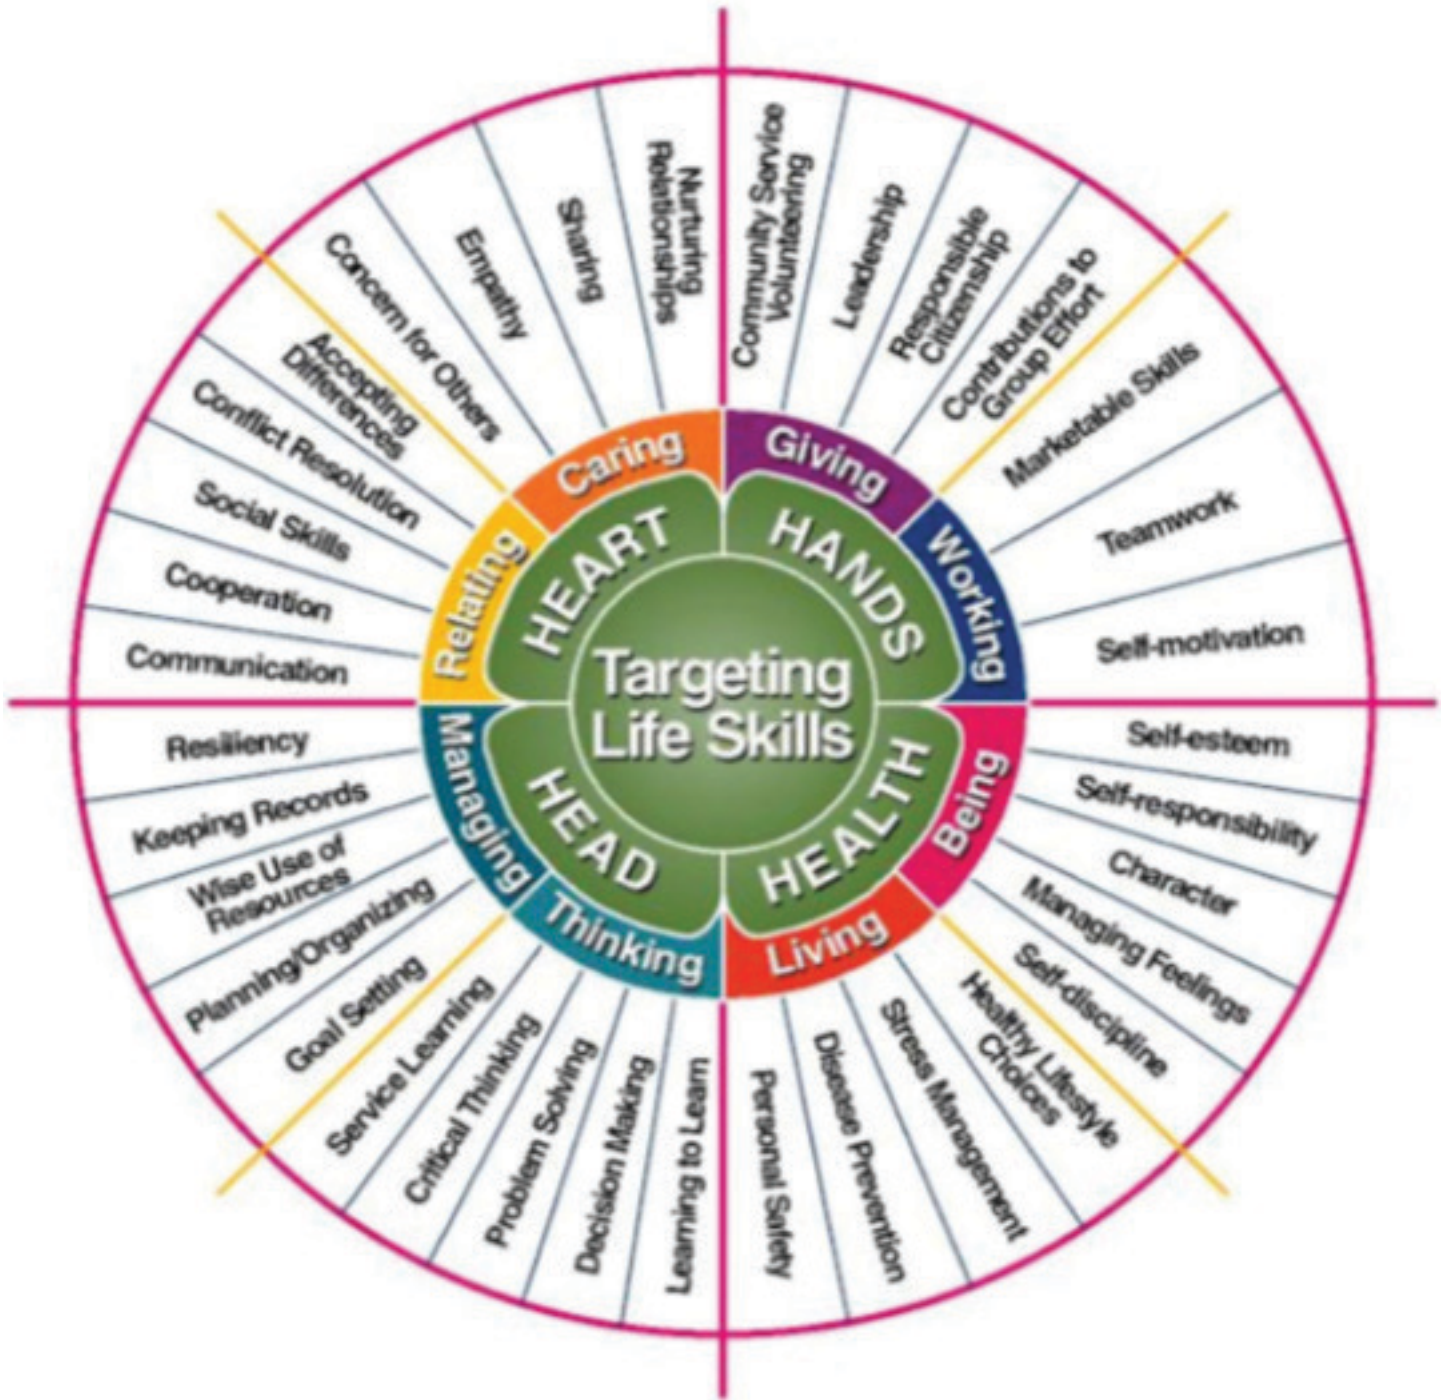 Targeting
Life Skills
HEART
Caring
Nurturing
Relationships
Sharing
Empathy
Concern for Others
Relating
Accepting
Differences
Conflict Resolution
Social Skills
Cooperation
Communication
HANDS
Giving
Community Service
Volunteering
Leadership
Responsible
Citizenship
Contributions to
Group Effort
Working
Marketable Skills
Teamwork
Self-motivation
HEALTH
Being
Self-esteem
Self-responsibility
Character
Managing Feelings
Self-discipline
Living
Healthy Lifestyle
Choices
Stress Management
Disease Prevention
Personal Safety
HEAD
Thinking
Learning to Learn
Decision Making
Problem Solving
Critical Thinking
Service Learning
Managing
Goal Setting
Planning/Organizing
Wise Use of
Resources
Keeping Records
Resiliency